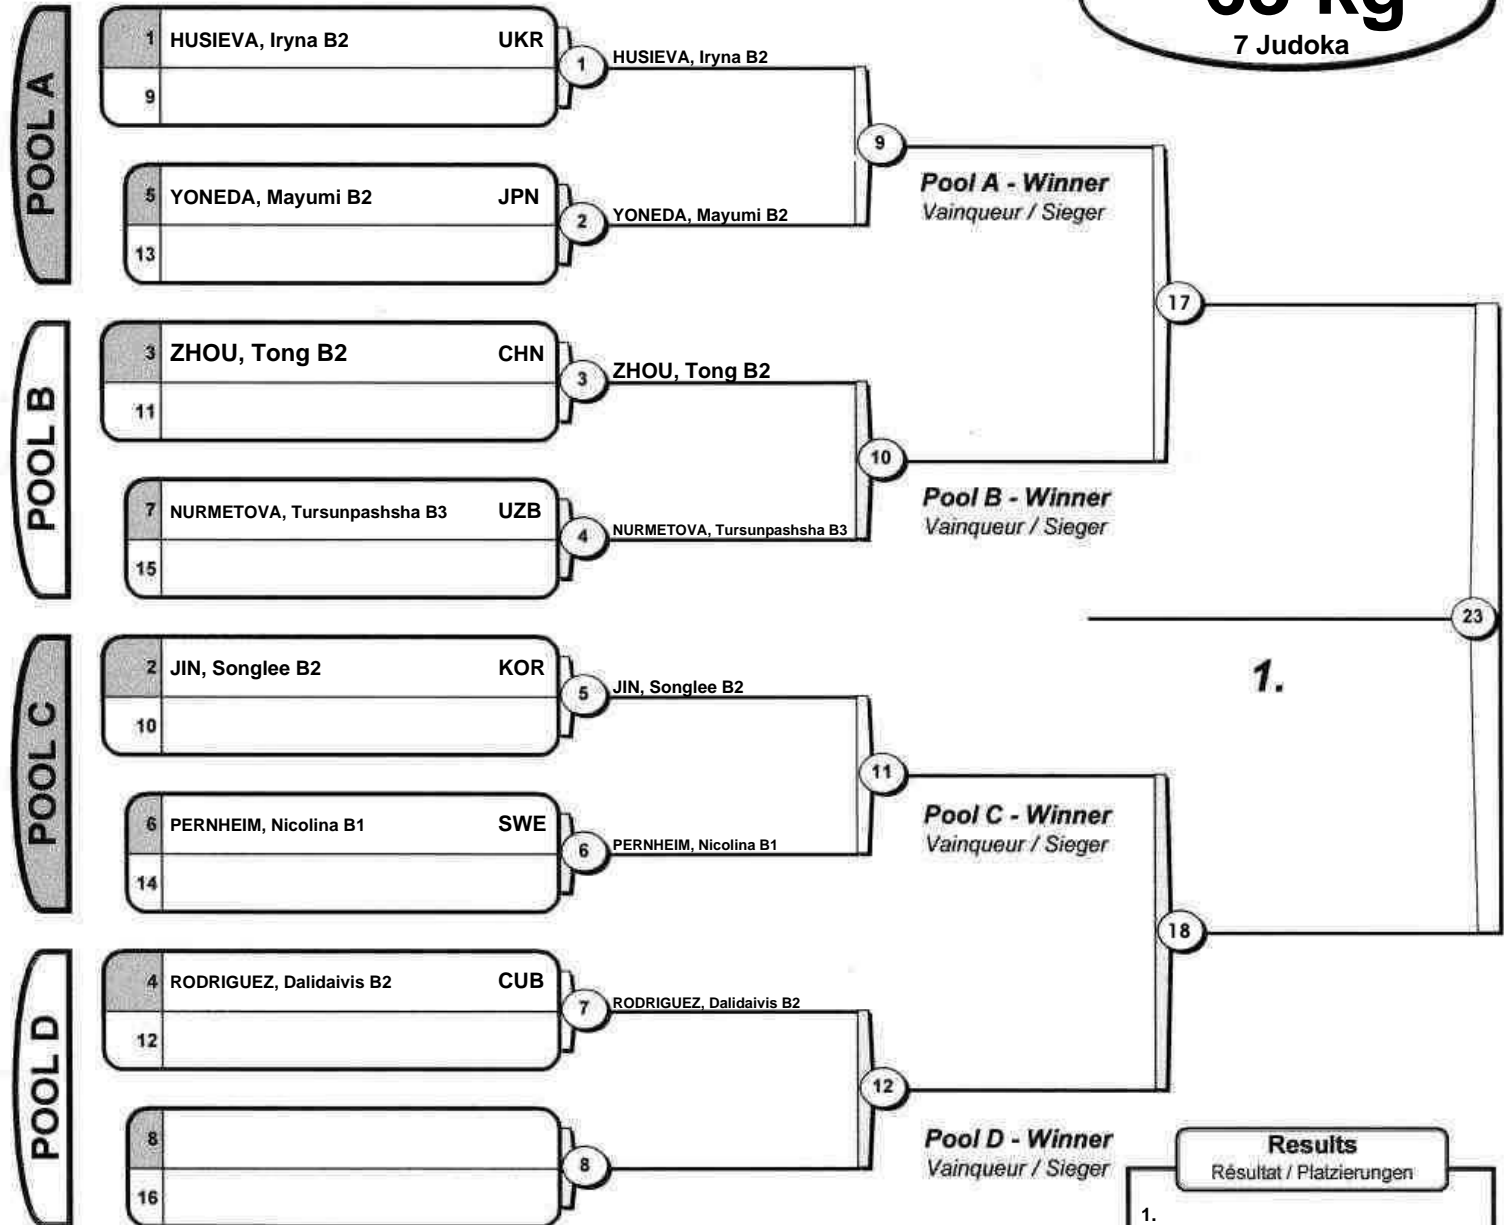 7 Judoka
POOL A
1 HUSIEVA, Iryna B2 UKR
9
1 HUSIEVA, Iryna B2
5 YONEDA, Mayumi B2 JPN
13
2 YONEDA, Mayumi B2
9
Pool A - Winner
Vainqueur / Sieger
POOL B
3 ZHOU, Tong B2 CHN
11
3 ZHOU, Tong B2
7 NURMETOVA, Tursunpashsha B3 UZB
15
4 NURMETOVA, Tursunpashsha B3
10
Pool B - Winner
Vainqueur / Sieger
17
POOL C
2 JIN, Songlee B2 KOR
10
5 JIN, Songlee B2
6 PERNHEIM, Nicolina B1 SWE
14
6 PERNHEIM, Nicolina B1
11
Pool C - Winner
Vainqueur / Sieger
23
1.
POOL D
4 RODRIGUEZ, Dalidaivis B2 CUB
12
7 RODRIGUEZ, Dalidaivis B2
8
16
8
12
Pool D - Winner
Vainqueur / Sieger
18
Results
Résultat / Platzierungen
1.